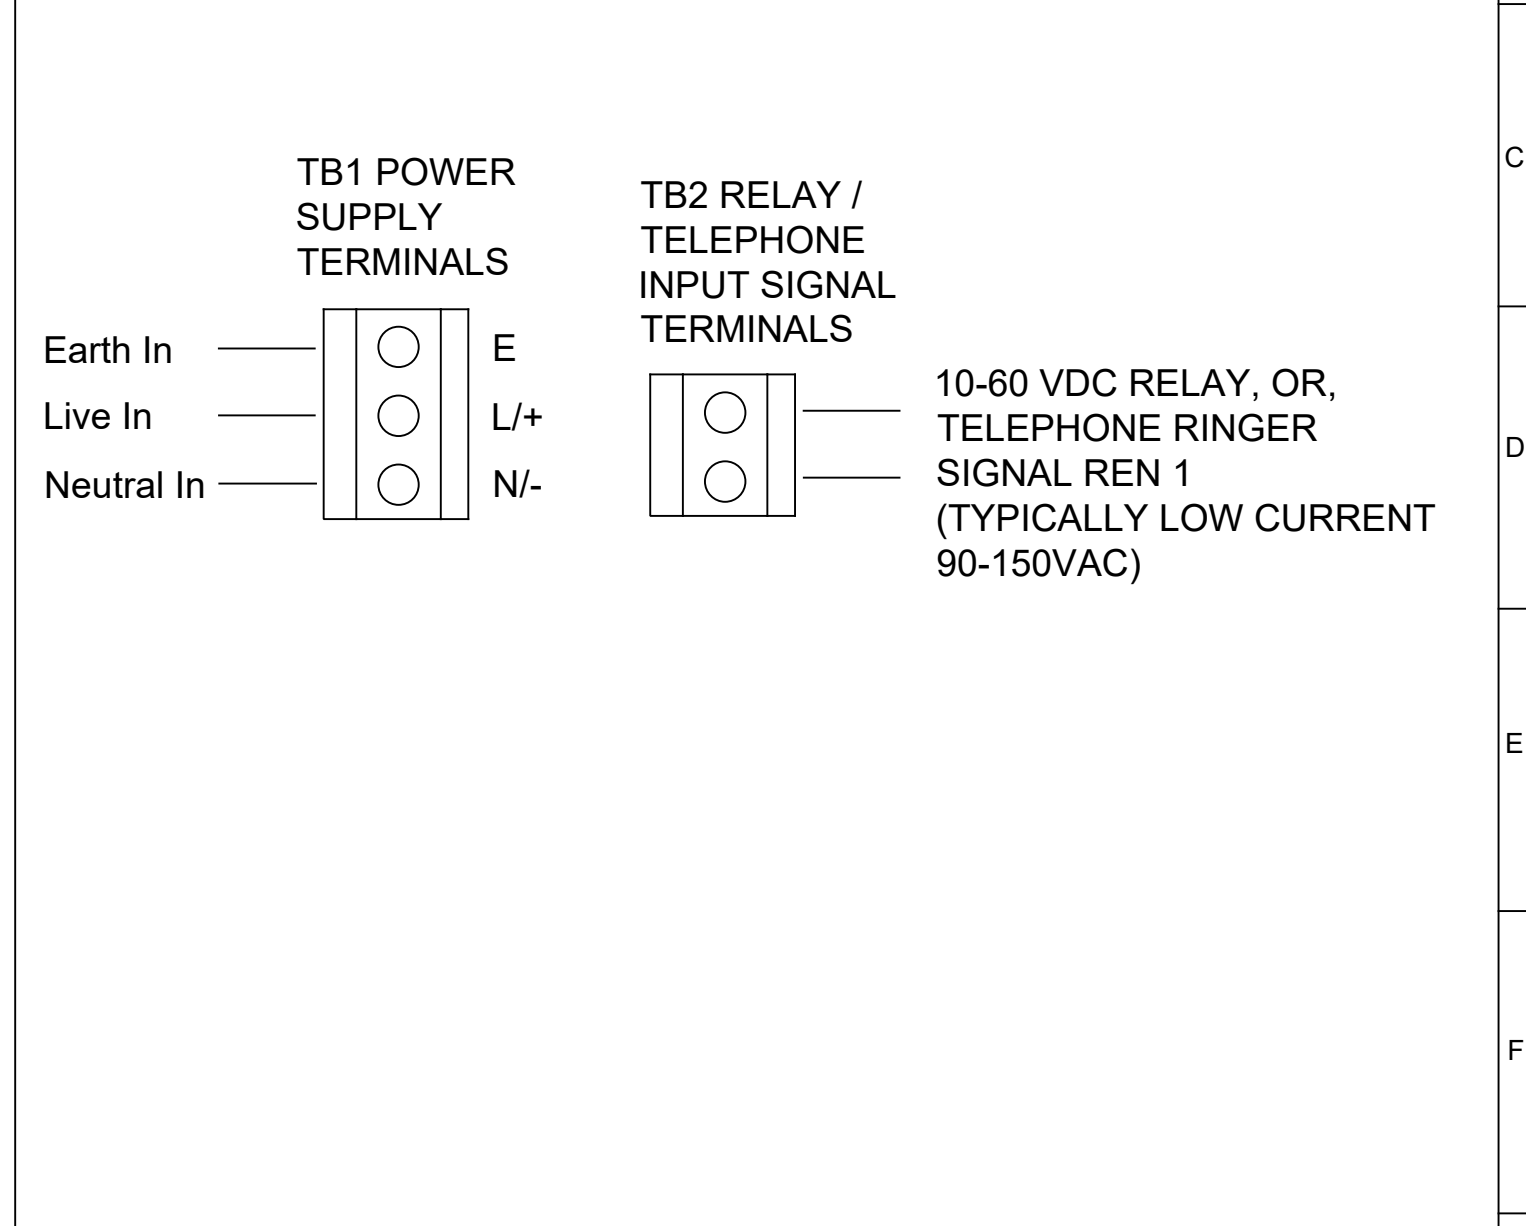 TB1 POWER
SUPPLY
TERMINALS
Earth In
Live In
Neutral In
E
L/+
N/-
TB2 RELAY /
TELEPHONE
INPUT SIGNAL
TERMINALS
10-60 VDC RELAY, OR,
TELEPHONE RINGER
SIGNAL REN 1
(TYPICALLY LOW CURRENT
90-150VAC)
C
D
E
F